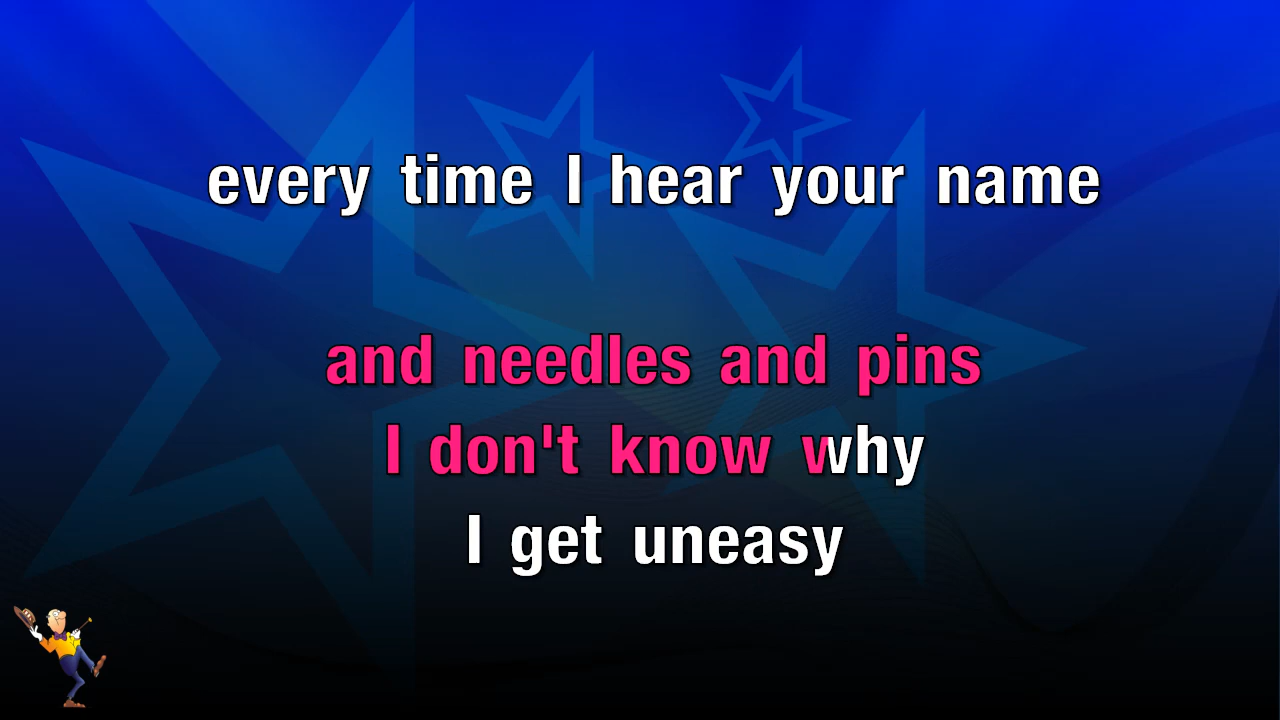 every time I hear your name
and needles and pins
I don't know why
I get uneasy